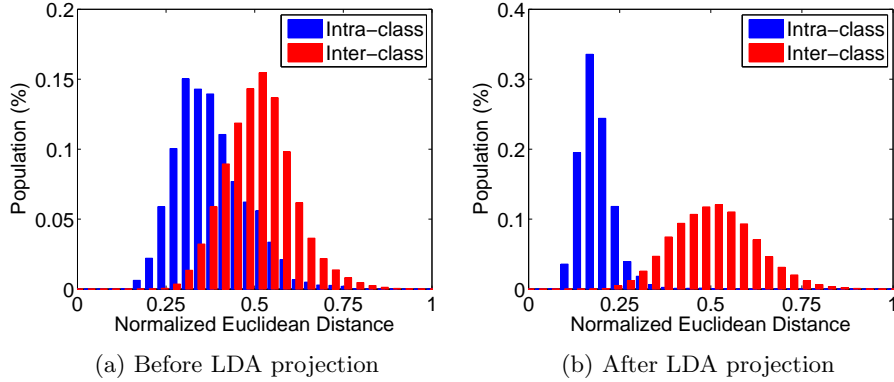 0.2
0.15
0.1
0.05
0
Population (%)
Intra-class
Inter-class
0 0.25 0.5 0.75 1
Normalized Euclidean Distance
(a) Before LDA projection
0.4
0.3
0.2
0.1
0
Population (%)
Intra-class
Inter-class
0 0.25 0.5 0.75 1
Normalized Euclidean Distance
(b) After LDA projection